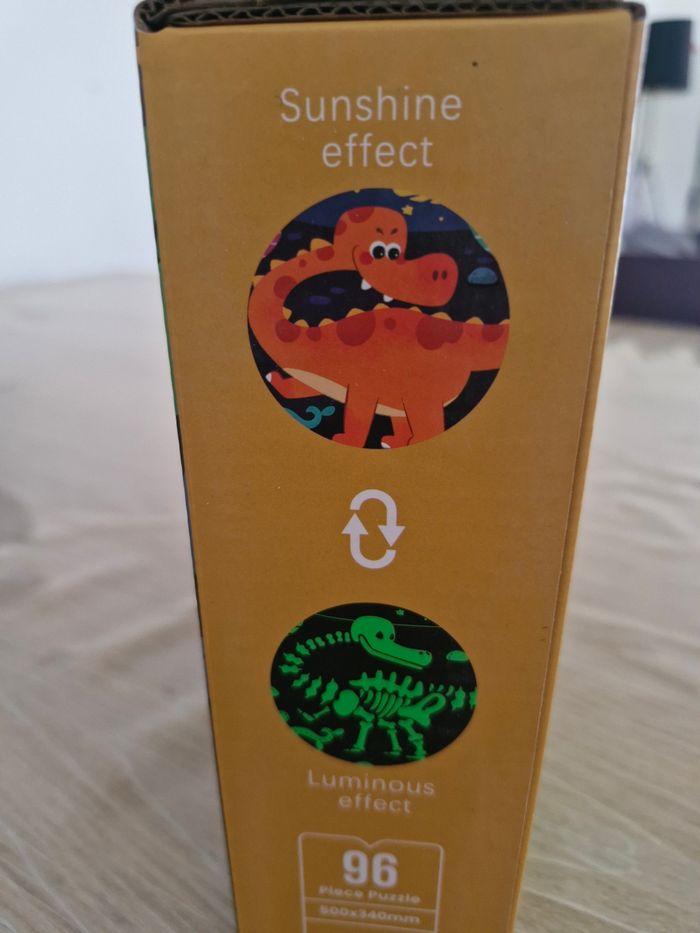 Sunshine
effect
Luminous
effect
96
Piece Puzzle
500x340mm